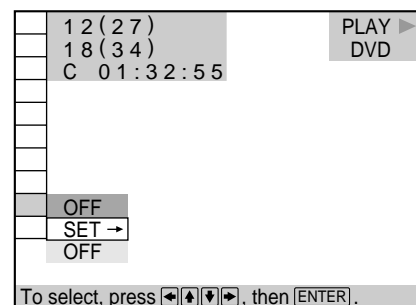 12(27)
18(34)
C 01:32:55
PLAY ▶
DVD
OFF
SET →
OFF
To select, press ←↑↓→, then ENTER.